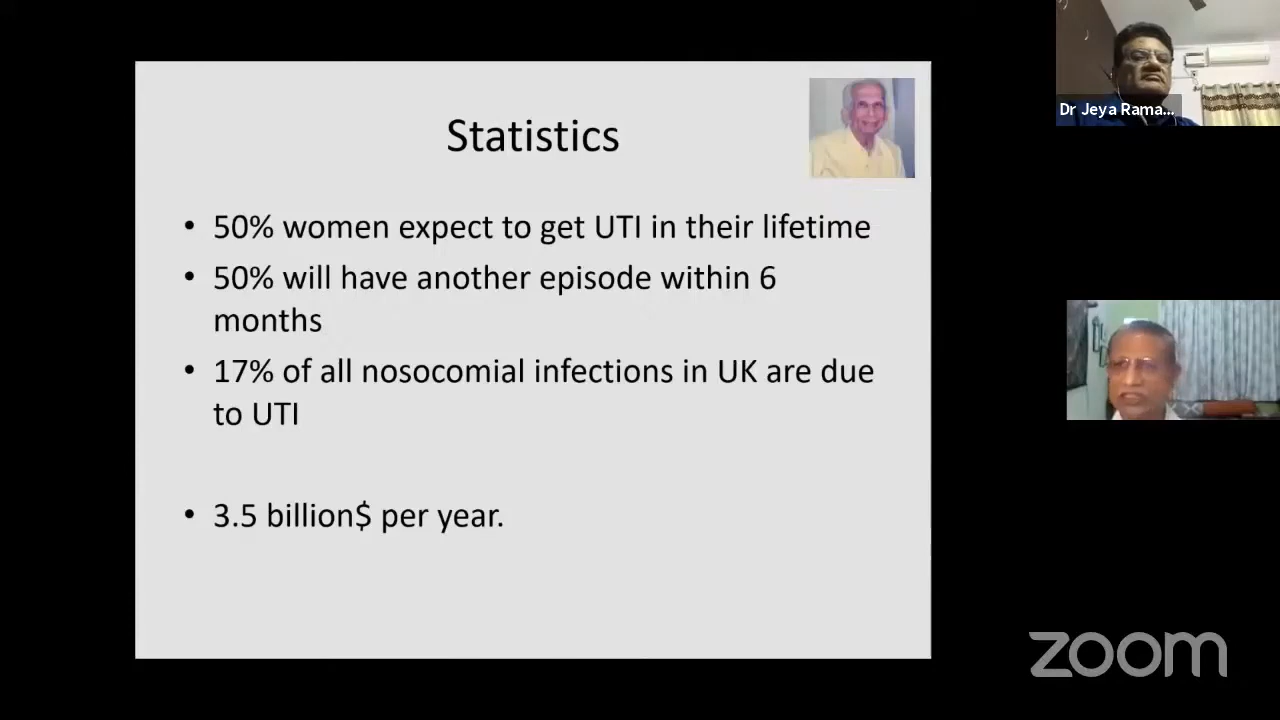 Statistics
• 50% women expect to get UTI in their lifetime
• 50% will have another episode within 6
months
• 17% of all nosocomial infections in UK are due
to UTI
• 3.5 billion$ per year.
Dr Jeya Rama...
zoom